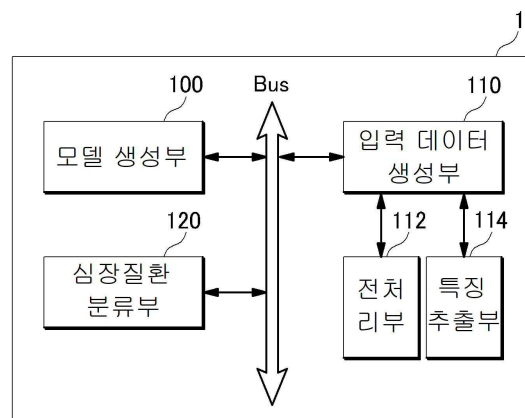 1
100
Bus
110
모델 생성부
입력 데이터
생성부
120
112
114
심장질환
분류부
전처
리부
특징
추출부